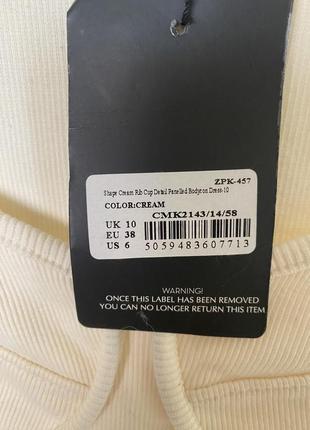 ZPK-457
Shape Cream Rib Cup Detail Panelled Bodycon Dress-10
COLOR:CREAM
CMK2143/14/58
UK 10
EU 38
US 6
5059483607713
WARNING!
ONCE THIS LABEL HAS BEEN REMOVED
YOU CAN NO LONGER RETURN THIS ITEM